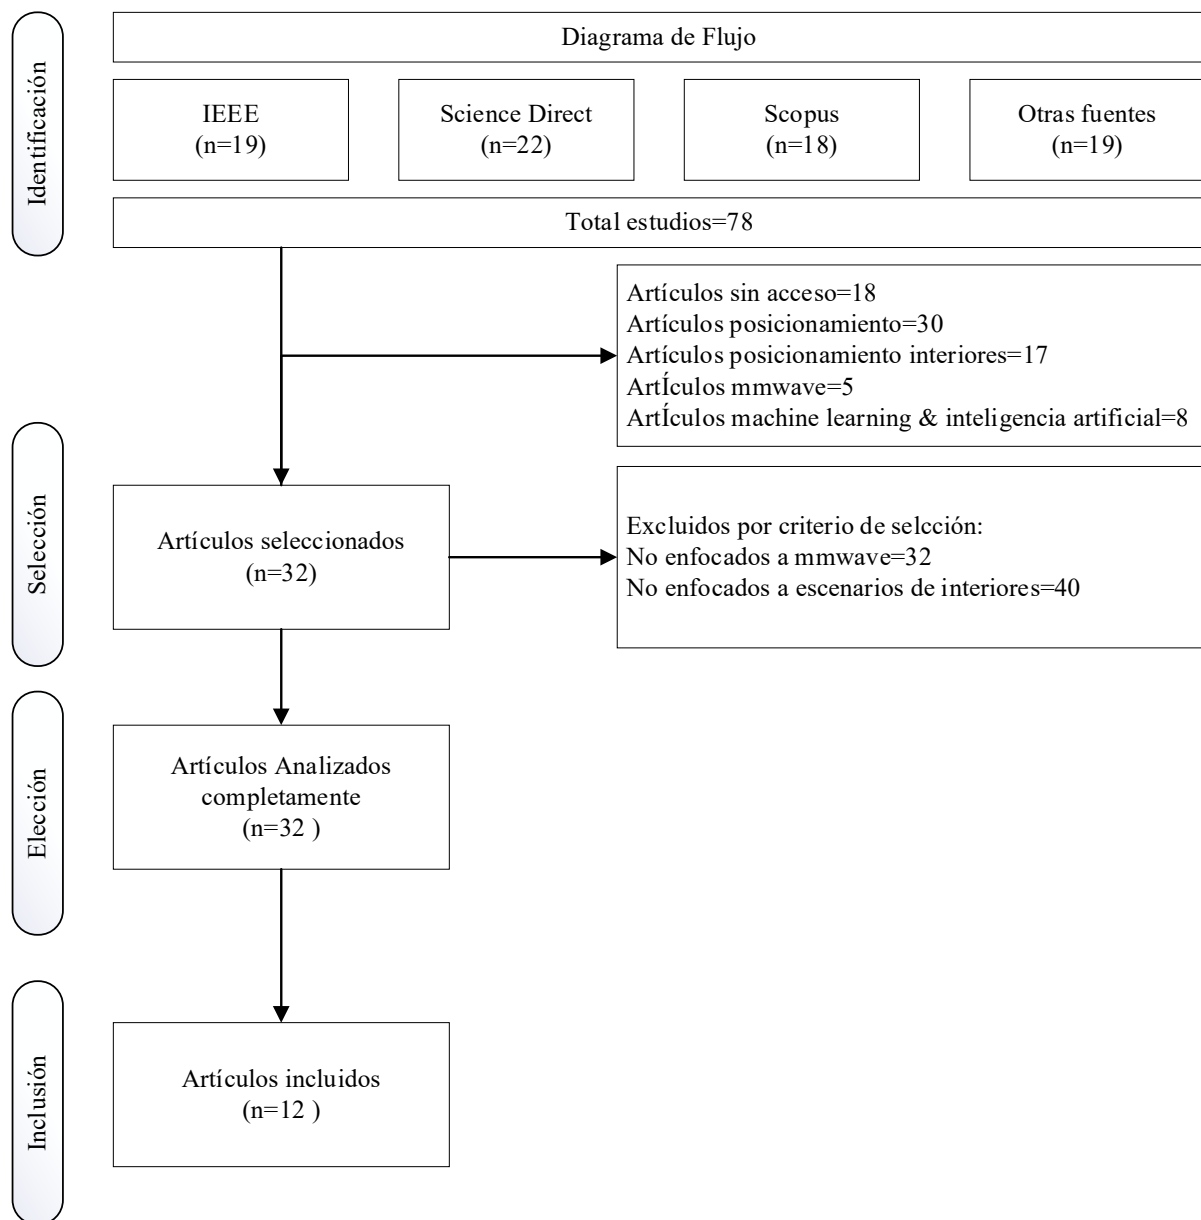 Identificación
Diagrama de Flujo
IEEE
(n=19)
Science Direct
(n=22)
Scopus
(n=18)
Otras fuentes
(n=19)
Total estudios=78
Artículos sin acceso=18
Artículos posicionamiento=30
Artículos posicionamiento interiores=17
ArtÍculos mmwave=5
ArtÍculos machine learning & inteligencia artificial=8
Selección
Artículos seleccionados
(n=32)
Excluidos por criterio de selcción:
No enfocados a mmwave=32
No enfocados a escenarios de interiores=40
Elección
Artículos Analizados
completamente
(n=32 )
Inclusión
Artículos incluidos
(n=12 )